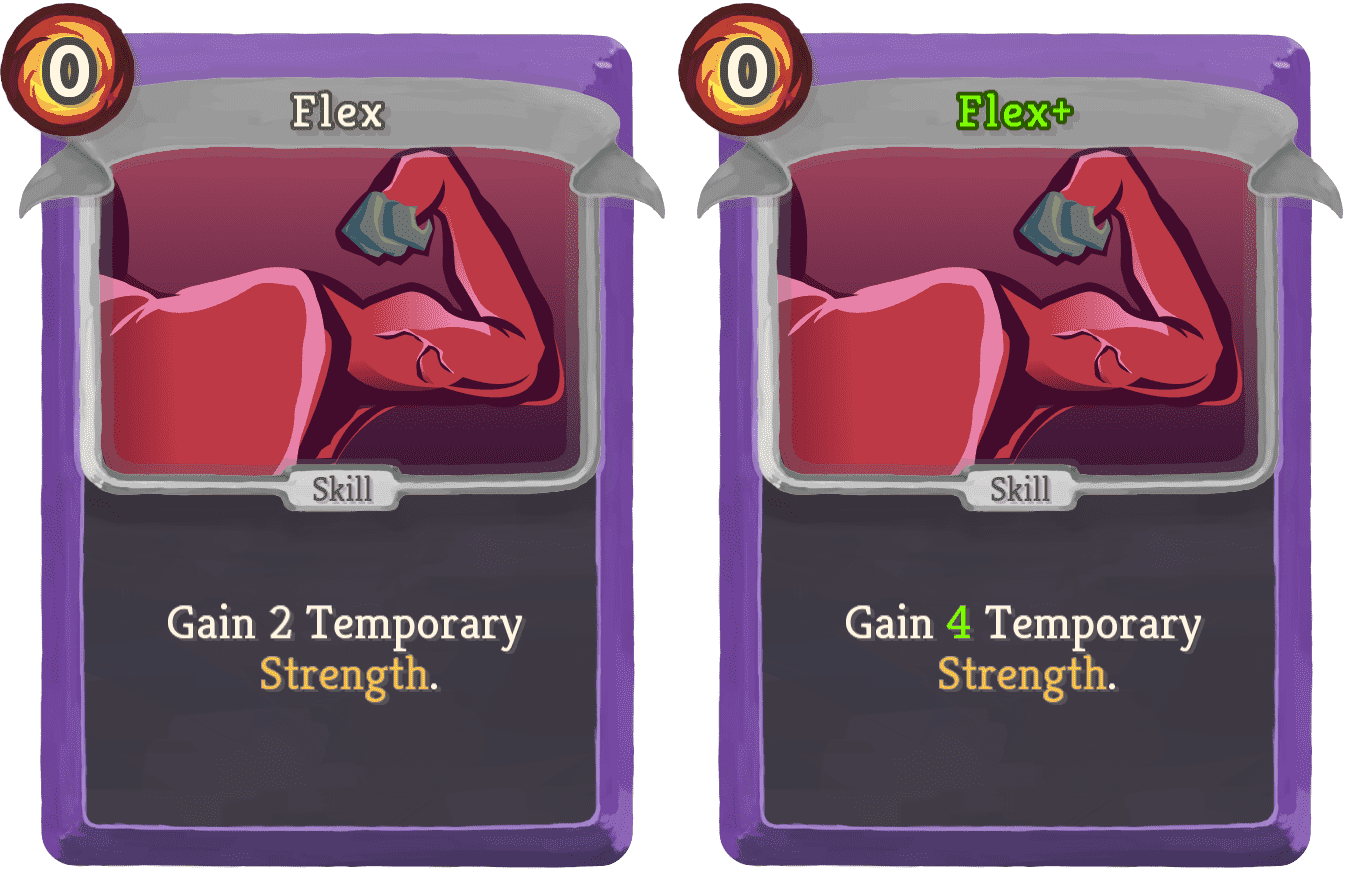 0
Flex
Skill
Gain 2 Temporary
Strength.
0
Flex+
Skill
Gain 4 Temporary
Strength.